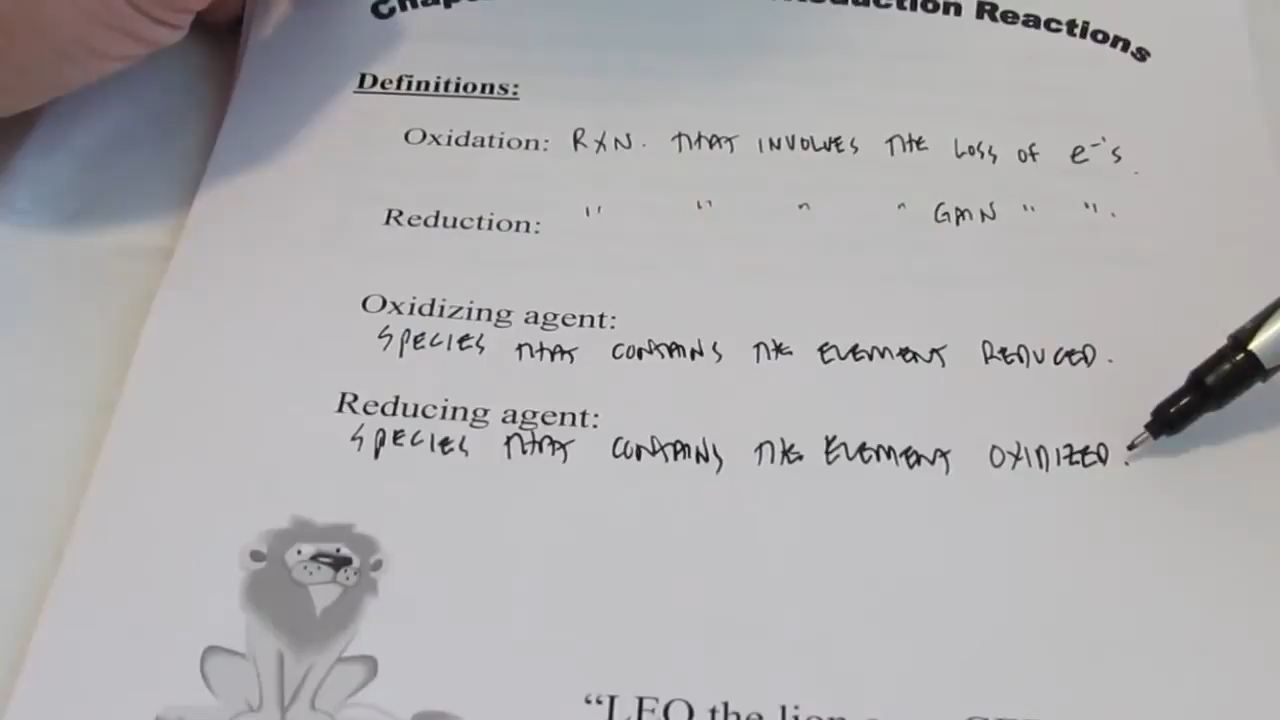 Reactions
Definitions:
Oxidation: RXN. THAT INVOLVES THE LOSS OF e⁻'s.
Reduction: " " " " GAIN " ".
Oxidizing agent:
SPECIES THAT CONTAINS THE ELEMENT REDUCED.
Reducing agent:
SPECIES THAT CONTAINS THE ELEMENT OXIDIZED.
"LEO the lion